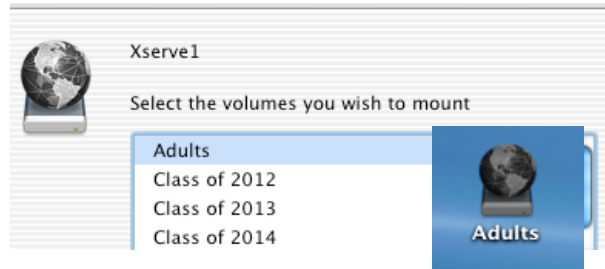 Xserve1
Select the volumes you wish to mount
Adults
Class of 2012
Class of 2013
Class of 2014
Adults